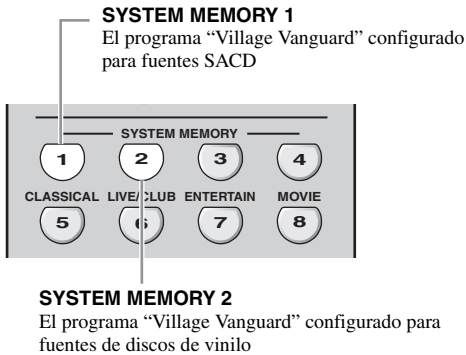 SYSTEM MEMORY 1
El programa “Village Vanguard” configurado
para fuentes SACD
SYSTEM MEMORY
1 2 3 4
CLASSICAL LIVE/CLUB ENTERTAIN MOVIE
5 6 7 8
SYSTEM MEMORY 2
El programa “Village Vanguard” configurado para
fuentes de discos de vinilo